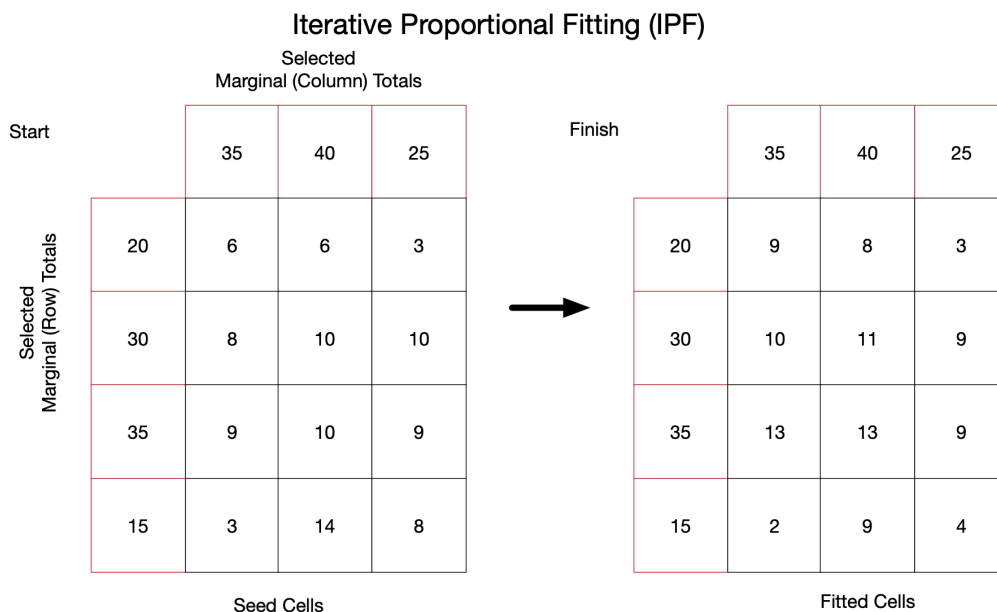 Iterative Proportional Fitting (IPF)
Selected
Marginal (Column) Totals
Start
35 40 25
Selected
Marginal (Row) Totals
20 6 6 3
30 8 10 10
35 9 10 9
15 3 14 8
Seed Cells
Finish
35 40 25
20 9 8 3
30 10 11 9
35 13 13 9
15 2 9 4
Fitted Cells